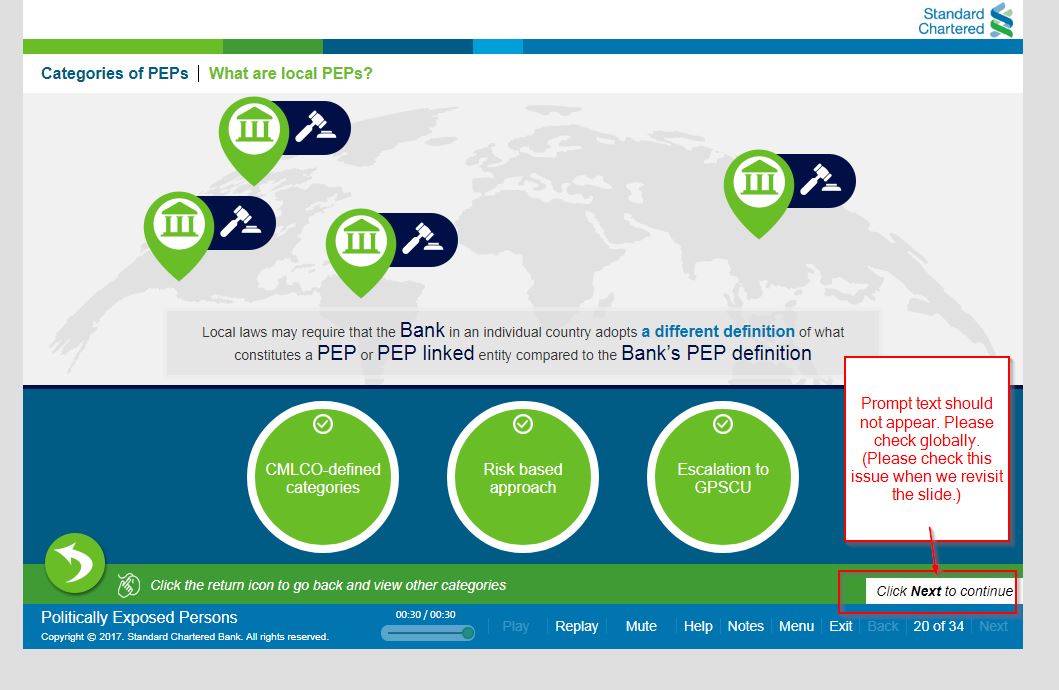 Standard
Chartered
Categories of PEPs | What are local PEPs?
Local laws may require that the Bank in an individual country adopts a different definition of what
constitutes a PEP or PEP linked entity compared to the Bank's PEP definition
CMLCO-defined
categories
Risk based
approach
Escalation to
GPSCU
Prompt text should
not appear. Please
check globally.
(Please check this
issue when we revisit
the slide.)
Click the return icon to go back and view other categories
Click Next to continue
Politically Exposed Persons
Copyright © 2017. Standard Chartered Bank. All rights reserved.
00:30 / 00:30
Play Replay Mute Help Notes Menu Exit Back 20 of 34 Next